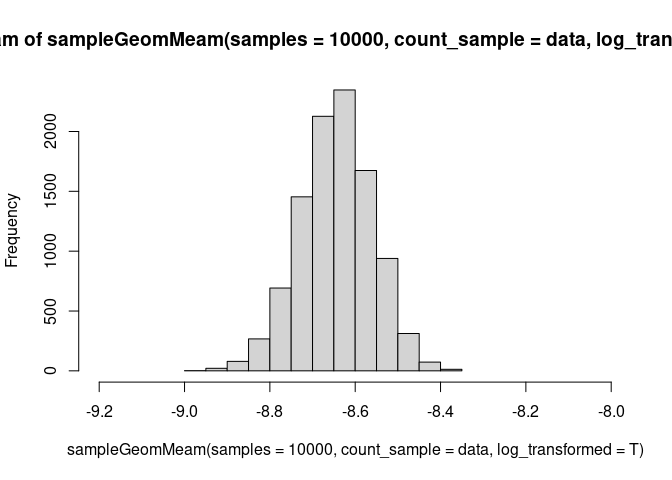 am of sampleGeomMeam(samples = 10000, count_sample = data, log_tran
Frequency
2000
1500
1000
500
0
-9.2 -9.0 -8.8 -8.6 -8.4 -8.2 -8.0
sampleGeomMeam(samples = 10000, count_sample = data, log_transformed = T)